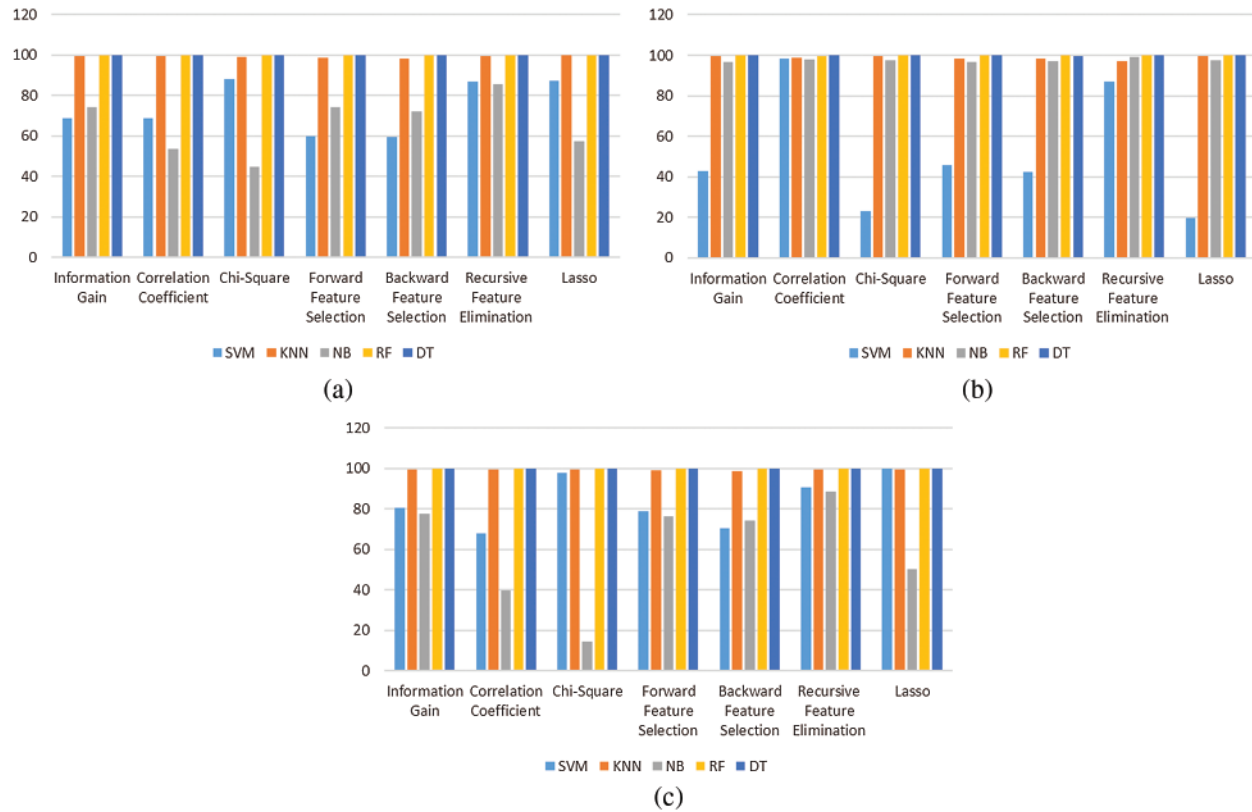 120
100
80
60
40
20
0
Information Gain
Correlation Coefficient
Chi-Square
Forward Feature Selection
Backward Feature Selection
Recursive Feature Elimination
Lasso
SVM KNN NB RF DT
(a)
120
100
80
60
40
20
0
Information Gain
Correlation Coefficient
Chi-Square
Forward Feature Selection
Backward Feature Selection
Recursive Feature Elimination
Lasso
SVM KNN NB RF DT
(b)
120
100
80
60
40
20
0
Information Gain
Correlation Coefficient
Chi-Square
Forward Feature Selection
Backward Feature Selection
Recursive Feature Elimination
Lasso
SVM KNN NB RF DT
(c)